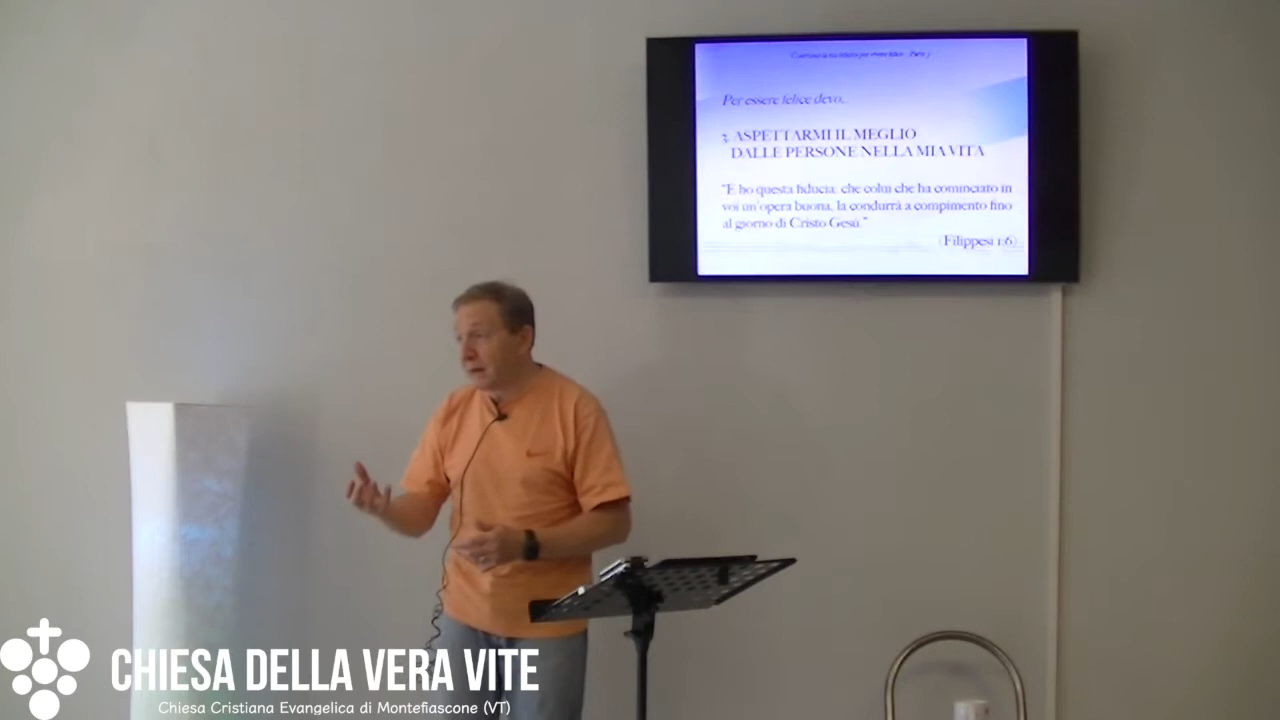 Per essere felice devo...
3. ASPETTARMI IL MEGLIO
DALLE PERSONE NELLA MIA VITA
“E ho questa fiducia: che colui che ha cominciato in
voi un’opera buona, la condurrà a compimento fino
al giorno di Cristo Gesù.”
(Filippesi 1:6)
CHIESA DELLA VERA VITE
Chiesa Cristiana Evangelica di Montefiascone (VT)